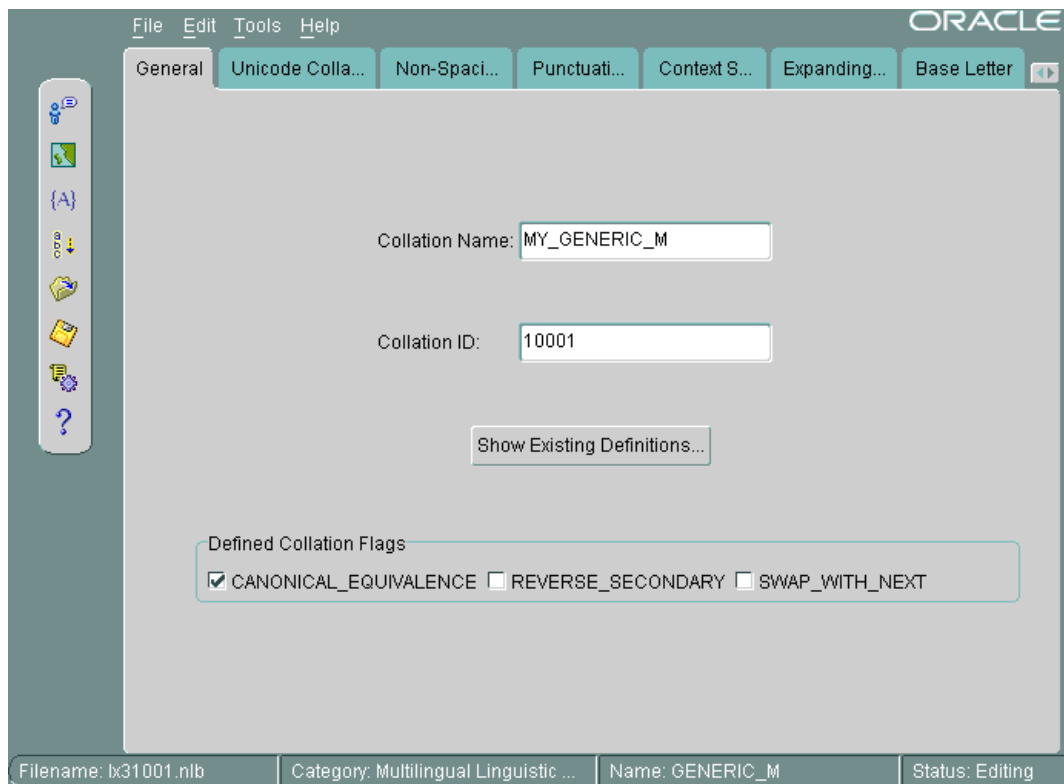 File Edit Tools Help
ORACLE
General Unicode Colla... Non-Spaci... Punctuati... Context S... Expanding... Base Letter
{A}
a
b
c
?
Collation Name: MY_GENERIC_M
Collation ID: 10001
Show Existing Definitions...
Defined Collation Flags
CANONICAL_EQUIVALENCE REVERSE_SECONDARY SWAP_WITH_NEXT
Filename: lx31001.nlb Category: Multilingual Linguistic ... Name: GENERIC_M Status: Editing